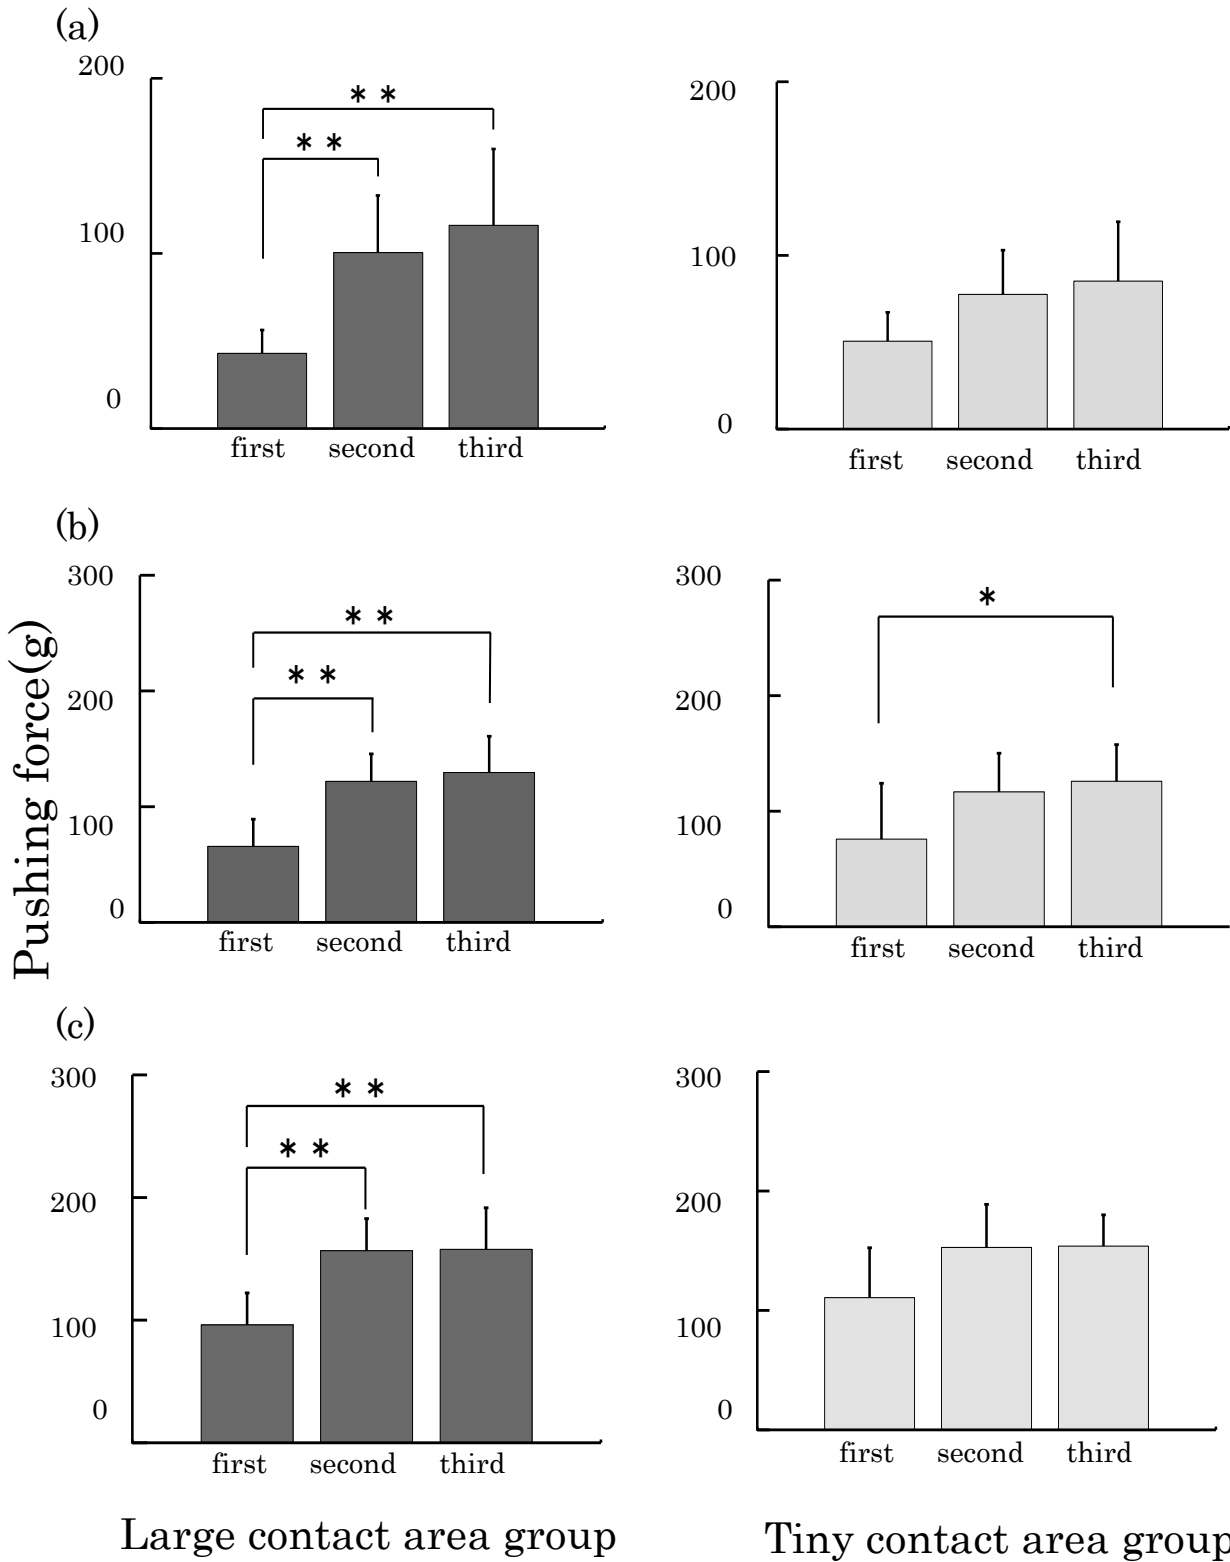 (a)
200
100
0
* *
* *
first second third
200
100
0
first second third
(b)
300
200
100
0
* *
* *
first second third
300
200
100
0
*
first second third
Pushing force(g)
(c)
300
200
100
0
* *
* *
first second third
300
200
100
0
first second third
Large contact area group
Tiny contact area group